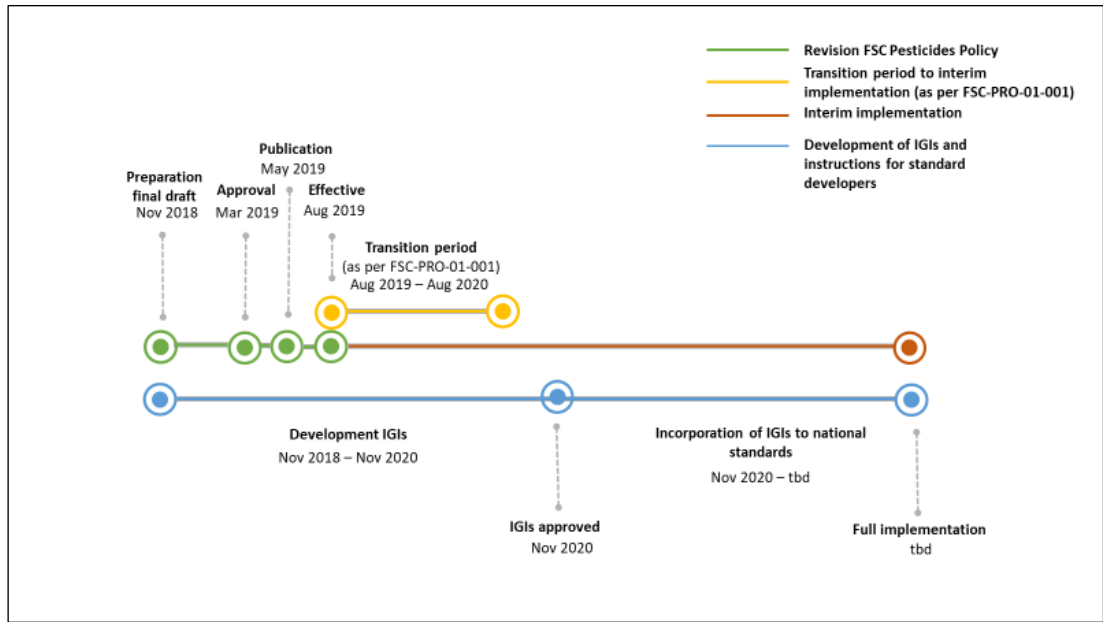 Revision FSC Pesticides Policy
Transition period to interim
implementation (as per FSC-PRO-01-001)
Interim implementation
Development of IGIs and
instructions for standard
developers
Publication
May 2019
Preparation
final draft
Nov 2018
Approval
Mar 2019
Effective
Aug 2019
Transition period
(as per FSC-PRO-01-001)
Aug 2019 – Aug 2020
Development IGIs
Nov 2018 – Nov 2020
Incorporation of IGIs to national
standards
Nov 2020 – tbd
IGIs approved
Nov 2020
Full implementation
tbd